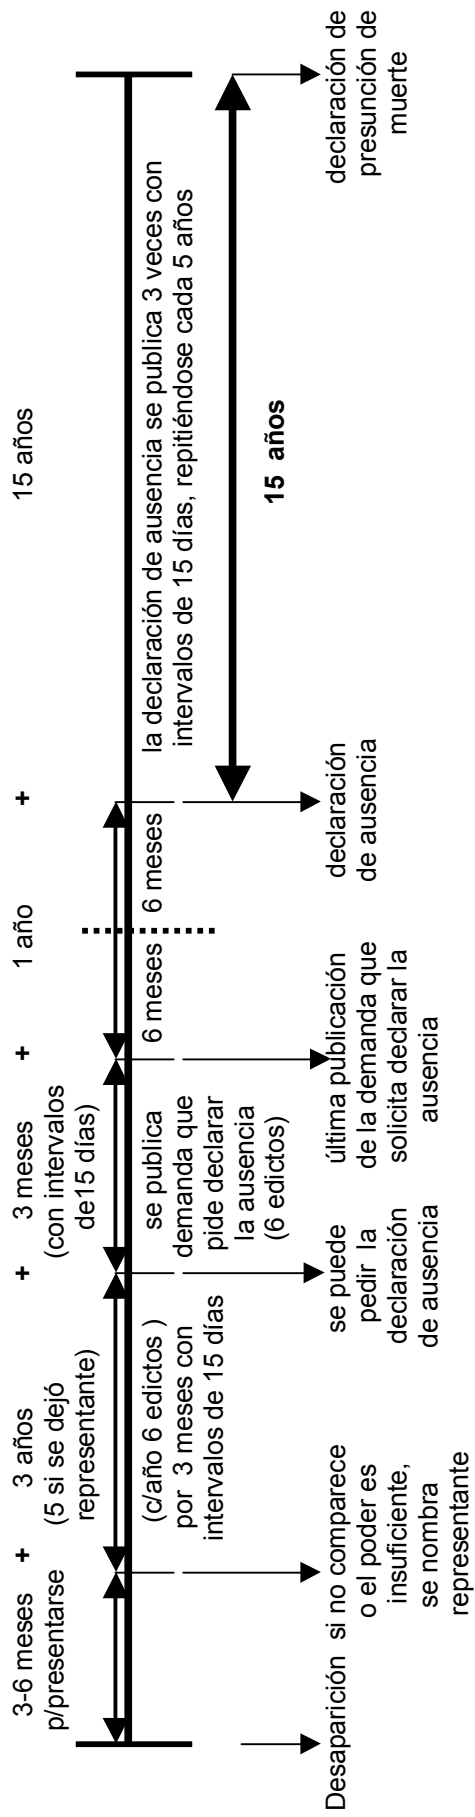 3-6 meses
p/presentarse
+
3 años
(5 si se dejó
representante)
+
3 meses
(con intervalos
de15 días)
+
1 año
+
15 años
(c/año 6 edictos )
por 3 meses con
intervalos de 15 días
se publica
demanda que
pide declarar
la ausencia
(6 edictos)
6 meses
6 meses
la declaración de ausencia se publica 3 veces con
intervalos de 15 días, repitiéndose cada 5 años
15 años
Desaparición
si no comparece
o el poder es
insuficiente,
se nombra
representante
se puede
pedir la
declaración
de ausencia
última publicación
de la demanda que
solicita declarar la
ausencia
declaración
de ausencia
declaración de
presunción de
muerte